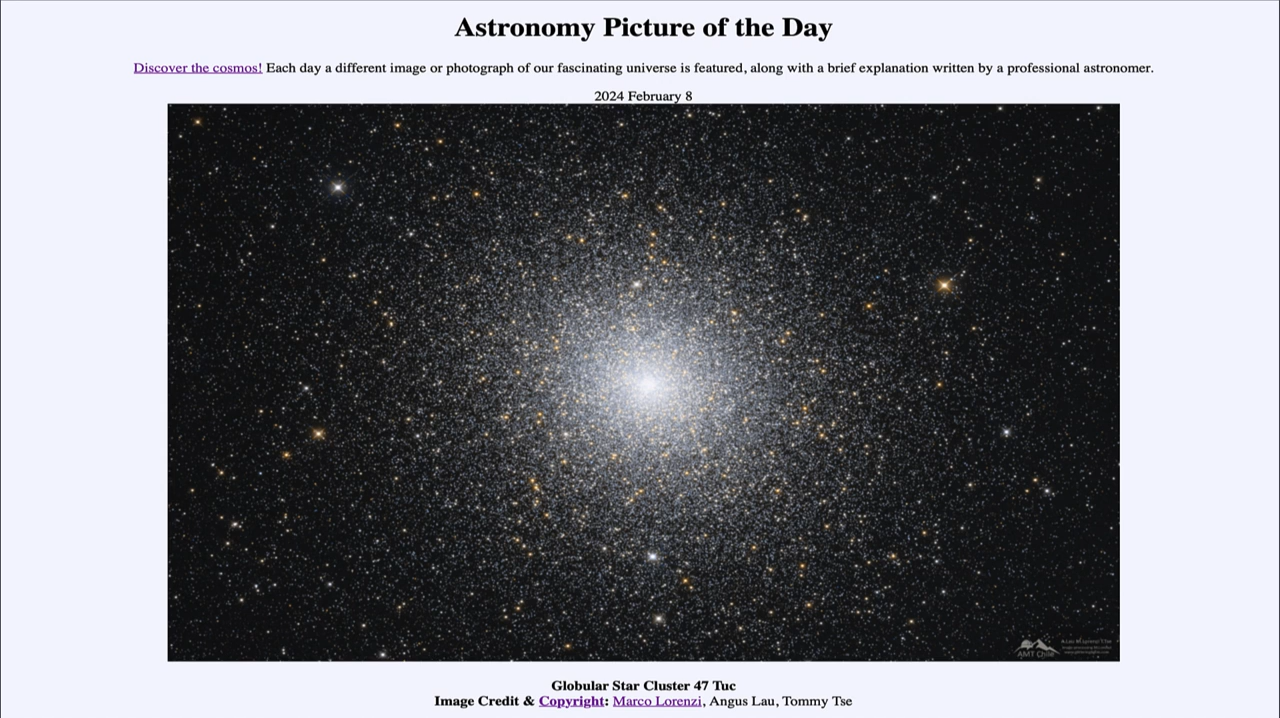 Astronomy Picture of the Day
Discover the cosmos! Each day a different image or photograph of our fascinating universe is featured, along with a brief explanation written by a professional astronomer.
2024 February 8
AMT Chile
Globular Star Cluster 47 Tuc
Image Credit & Copyright: Marco Lorenzi, Angus Lau, Tommy Tse